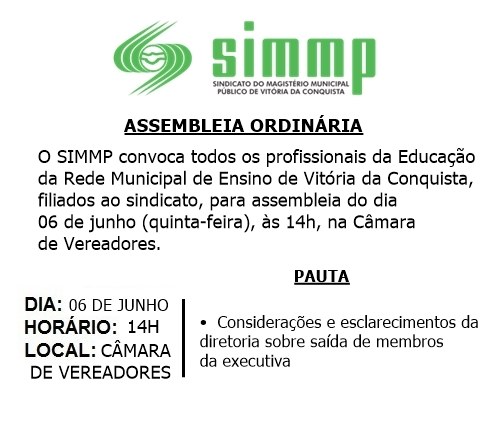 simmp
SINDICATO DO MAGISTÉRIO MUNICIPAL
PÚBLICO DE VITÓRIA DA CONQUISTA
ASSEMBLEIA ORDINÁRIA
O SIMMP convoca todos os profissionais da Educação
da Rede Municipal de Ensino de Vitória da Conquista,
filiados ao sindicato, para assembleia do dia
06 de junho (quinta-feira), às 14h, na Câmara
de Vereadores.
PAUTA
DIA: 06 DE JUNHO
HORÁRIO: 14H
LOCAL: CÂMARA
DE VEREADORES
• Considerações e esclarecimentos da
diretoria sobre saída de membros
da executiva